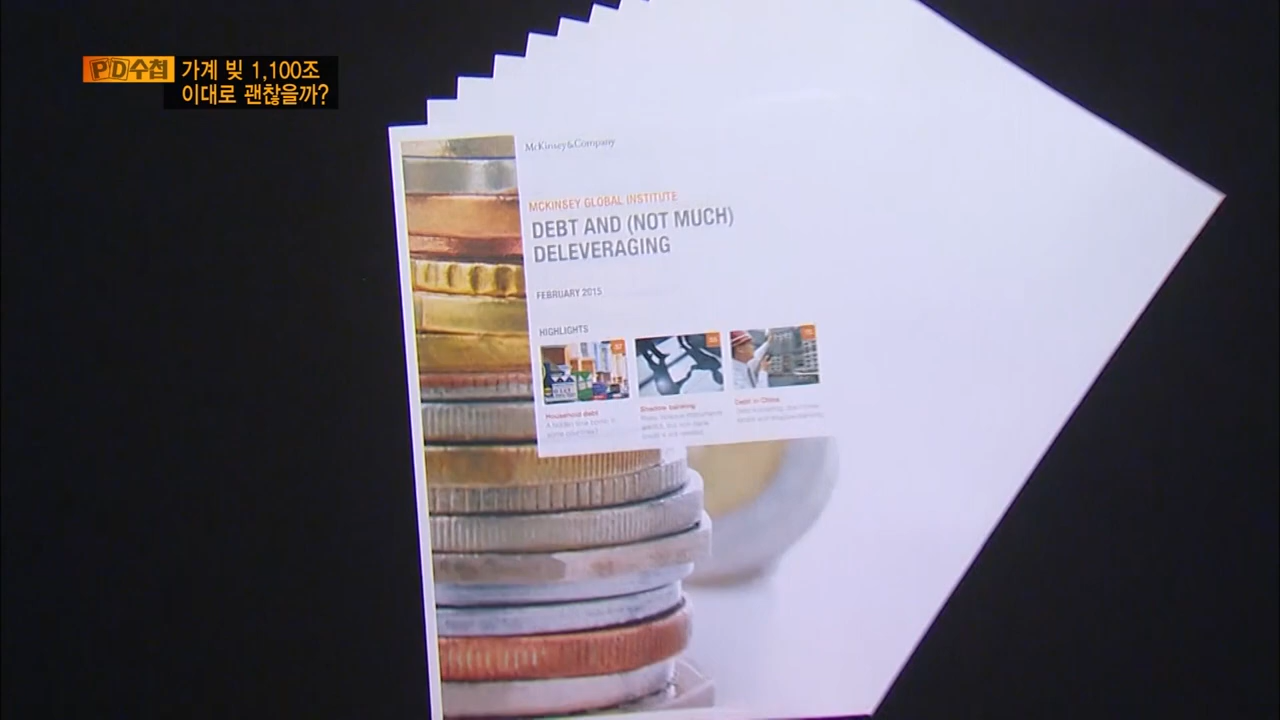 PD수첩 가계 빚 1,100조
이대로 괜찮을까?
McKinsey&Company
MCKINSEY GLOBAL INSTITUTE
DEBT AND (NOT MUCH)
DELEVERAGING
FEBRUARY 2015
HIGHLIGHTS
Household debt
Shadow banking
Debt in China